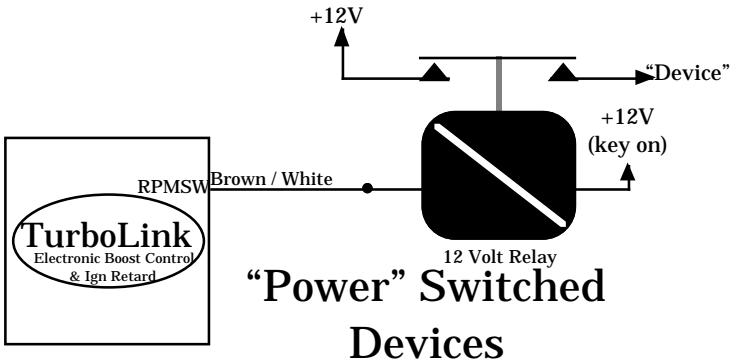 +12V
“Device”
+12V
(key on)
RPMSW
Brown / White
TurboLink
Electronic Boost Control
& Ign Retard
12 Volt Relay
“Power” Switched
Devices